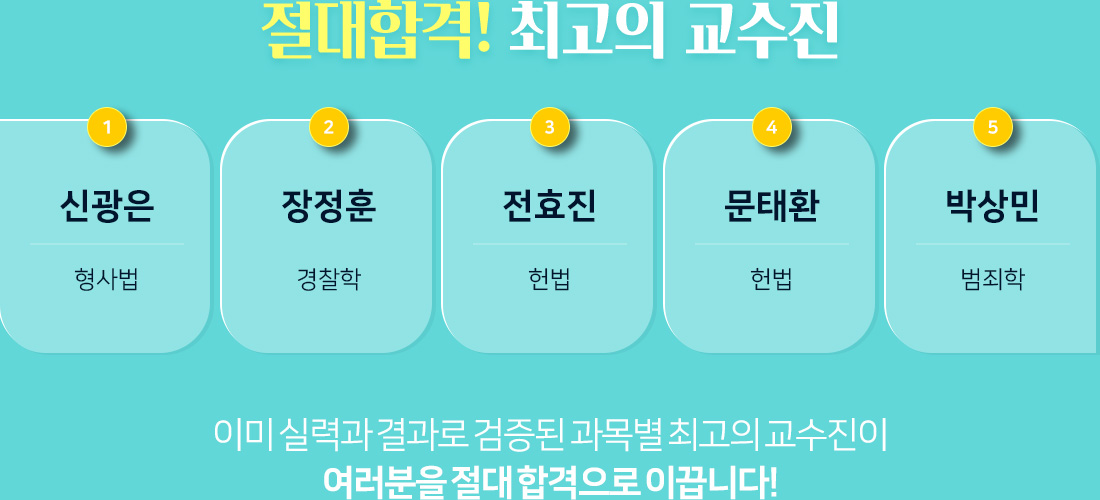 절대합격! 최고의 교수진
1 2 3 4 5
신광은 장정훈 전효진 문태환 박상민
형사법 경찰학 헌법 헌법 범죄학
이미 실력과 결과로 검증된 과목별 최고의 교수진이
여러분을 절대 합격으로 이끕니다!